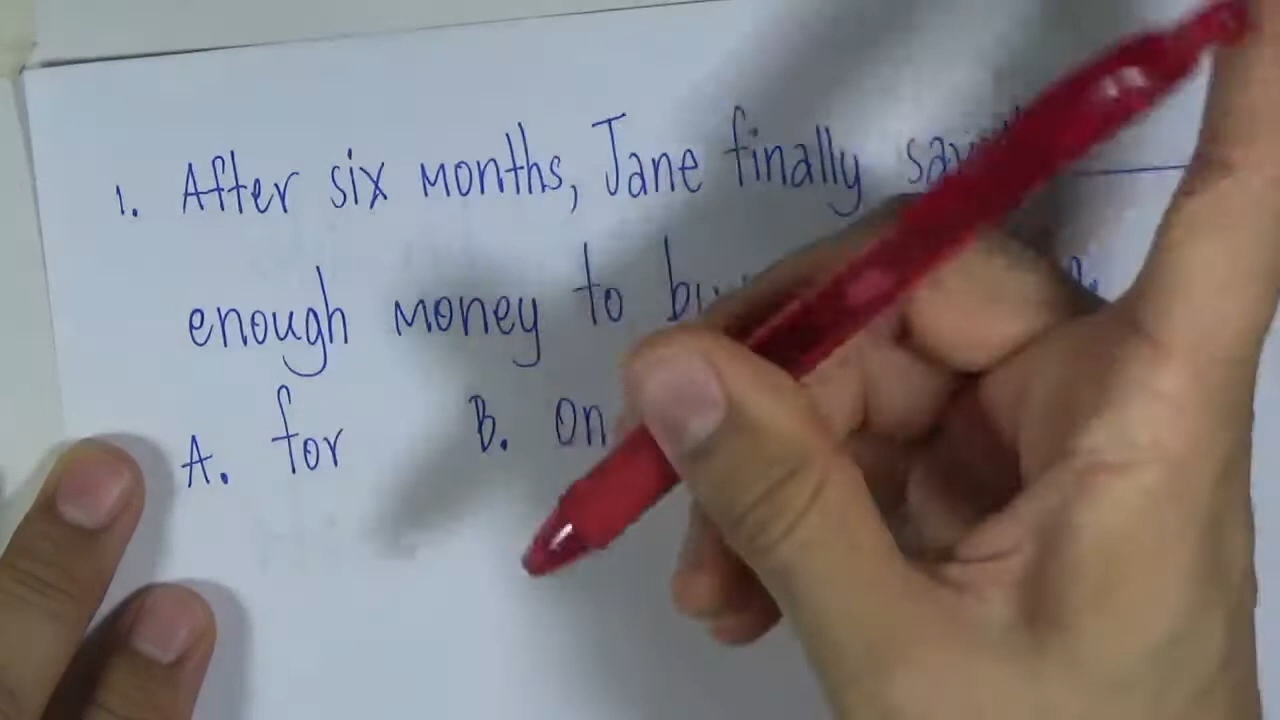 1. After six months, Jane finally
enough money to
A. for B. on